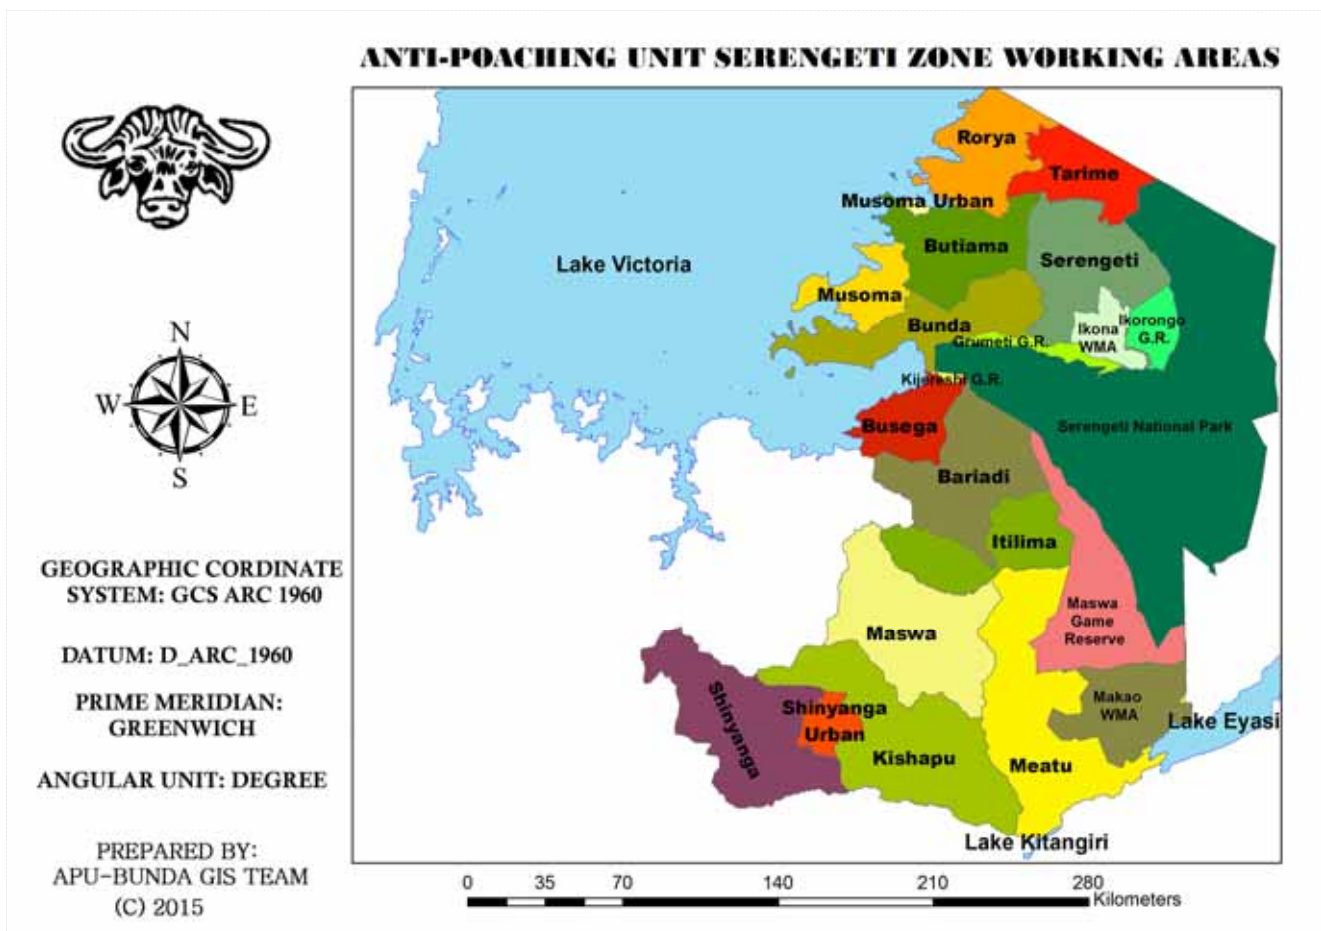 ANTI-POACHING UNIT SERENGETI ZONE WORKING AREAS
N
W
E
S
GEOGRAPHIC CORDINATE
SYSTEM: GCS ARC 1960
DATUM: D_ARC_1960
PRIME MERIDIAN:
GREENWICH
ANGULAR UNIT: DEGREE
PREPARED BY:
APU-BUNDA GIS TEAM
(C) 2015
Rorya
Tarime
Musoma Urban
Butiama
Serengeti
Lake Victoria
Musoma
Bunda
Ikona
WMA
Ikorongo
G.R.
Grumeti G.R.
Kijereshi G.R.
Busega
Serengeti National Park
Bariadi
Itilima
Maswa
Game
Reserve
Maswa
Shinyanga
Shinyanga
Urban
Makao
WMA
Lake Eyasi
Kishapu
Meatu
Lake Kitangiri
0 35 70 140 210 280
Kilometers